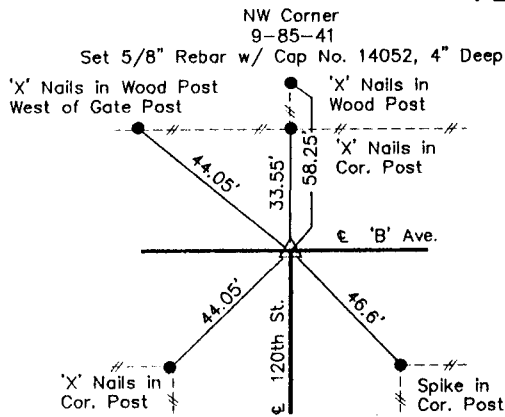 NW Corner
9-85-41
Set 5/8" Rebar w/ Cap No. 14052, 4" Deep
'X' Nails in Wood Post
West of Gate Post
'X' Nails in
Wood Post
'X' Nails in
Cor. Post
44.05'
33.55'
58.25'
℄ 'B' Ave.
44.05'
46.6'
℄ 120th St.
'X' Nails in
Cor. Post
Spike in
Cor. Post